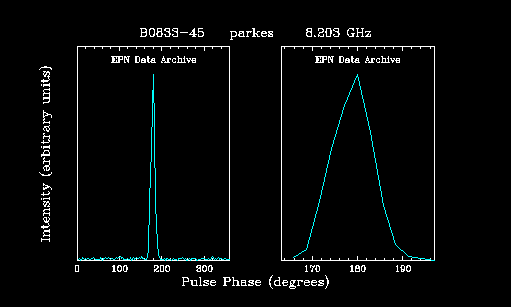 B0833-45 parkes 8.203 GHz
EPN Data Archive EPN Data Archive
Intensity (arbitrary units)
0 100 200 300 170 180 190
Pulse Phase (degrees)